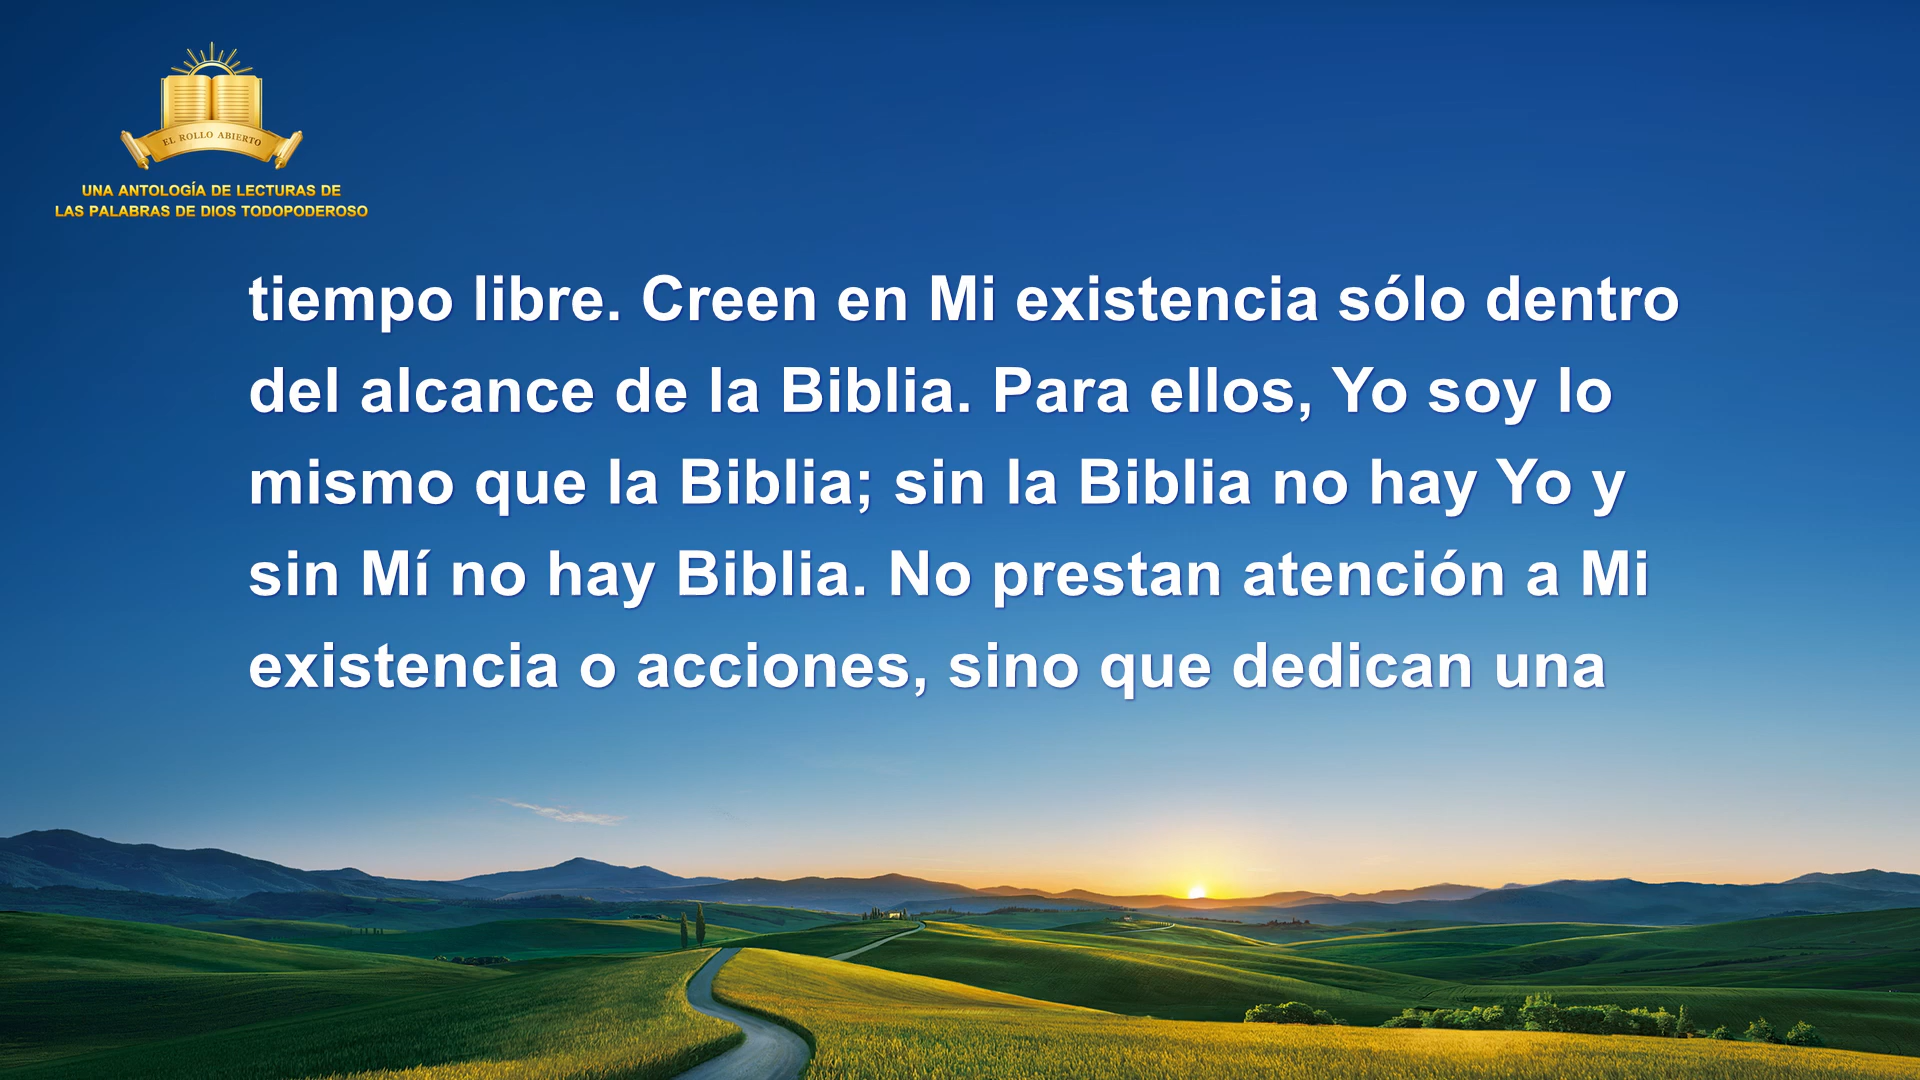 EL ROLLO ABIERTO
UNA ANTOLOGÍA DE LECTURAS DE
LAS PALABRAS DE DIOS TODOPODEROSO
tiempo libre. Creen en Mi existencia sólo dentro
del alcance de la Biblia. Para ellos, Yo soy lo
mismo que la Biblia; sin la Biblia no hay Yo y
sin Mí no hay Biblia. No prestan atención a Mi
existencia o acciones, sino que dedican una